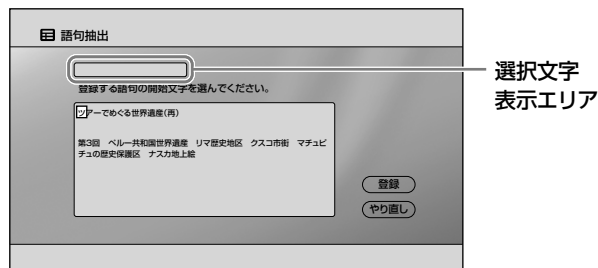 語句抽出
選択文字
表示エリア
登録する語句の開始文字を選んでください。
ツアーでめぐる世界遺産(再)
第3回　ペルー共和国世界遺産　リマ歴史地区　クスコ市街　マチュピ
チュの歴史保護区　ナスカ地上絵
登録
やり直し